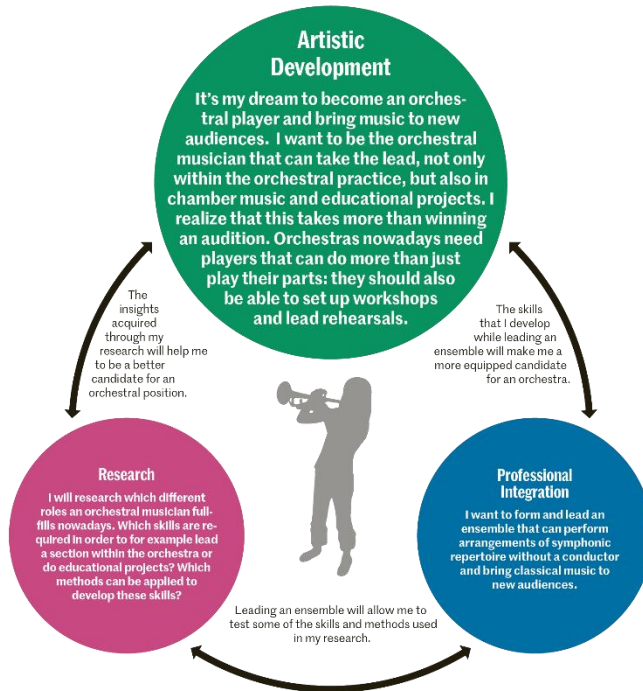 Artistic
Development
It's my dream to become an orches-
tral player and bring music to new
audiences. I want to be the orchestral
musician that can take the lead, not only
within the orchestral practice, but also in
chamber music and educational projects. I
realize that this takes more than winning
an audition. Orchestras nowadays need
players that can do more than just
play their parts: they should also
be able to set up workshops
and lead rehearsals.
The
insights
acquired
through my
research will help me
to be a better
candidate for an
orchestral position.
The skills
that I develop
while leading an
ensemble will make me a
more equipped candidate
for an orchestra.
Research
I will research which different
roles an orchestral musician full-
fills nowadays. Which skills are re-
quired in order to for example lead
a section within the orchestra or
do educational projects? Which
methods can be applied to
develop these skills?
Professional
Integration
I want to form and lead an
ensemble that can perform
arrangements of symphonic
repertoire without a conductor
and bring classical music to
new audiences.
Leading an ensemble will allow me to
test some of the skills and methods used
in my research.